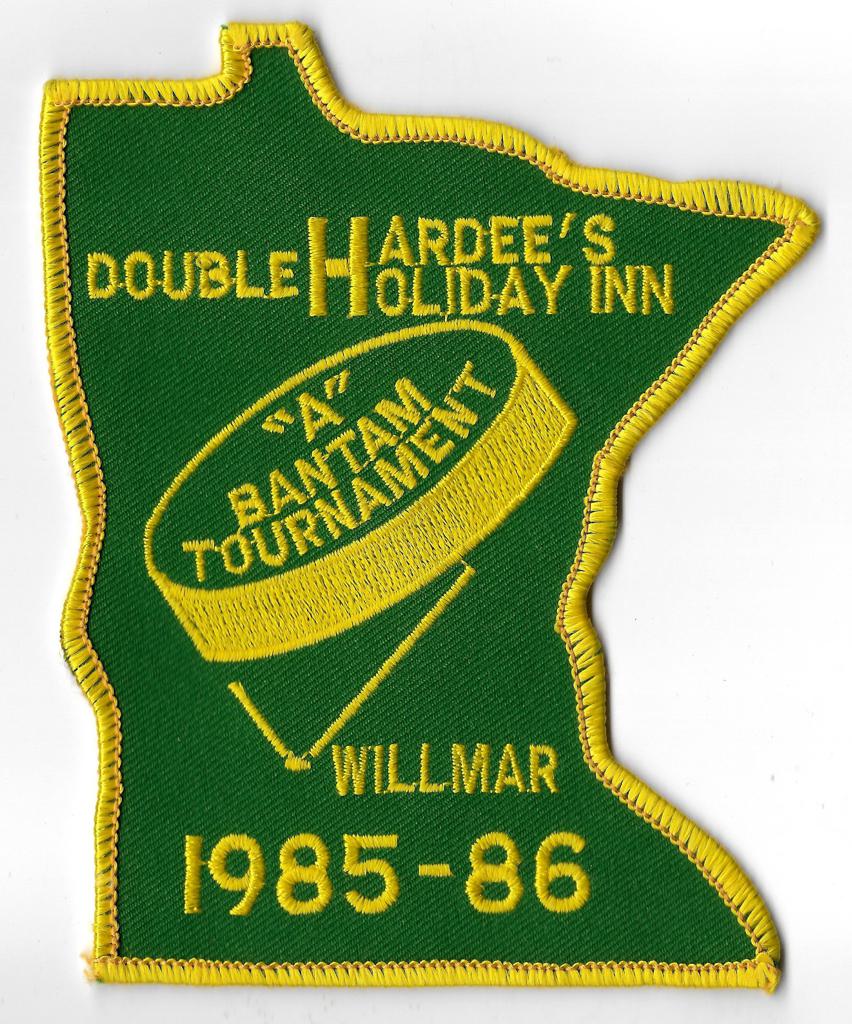 DOUBLE HARDEE'S
HOLIDAY INN
"A"
BANTAM
TOURNAMENT
WILLMAR
1985-86